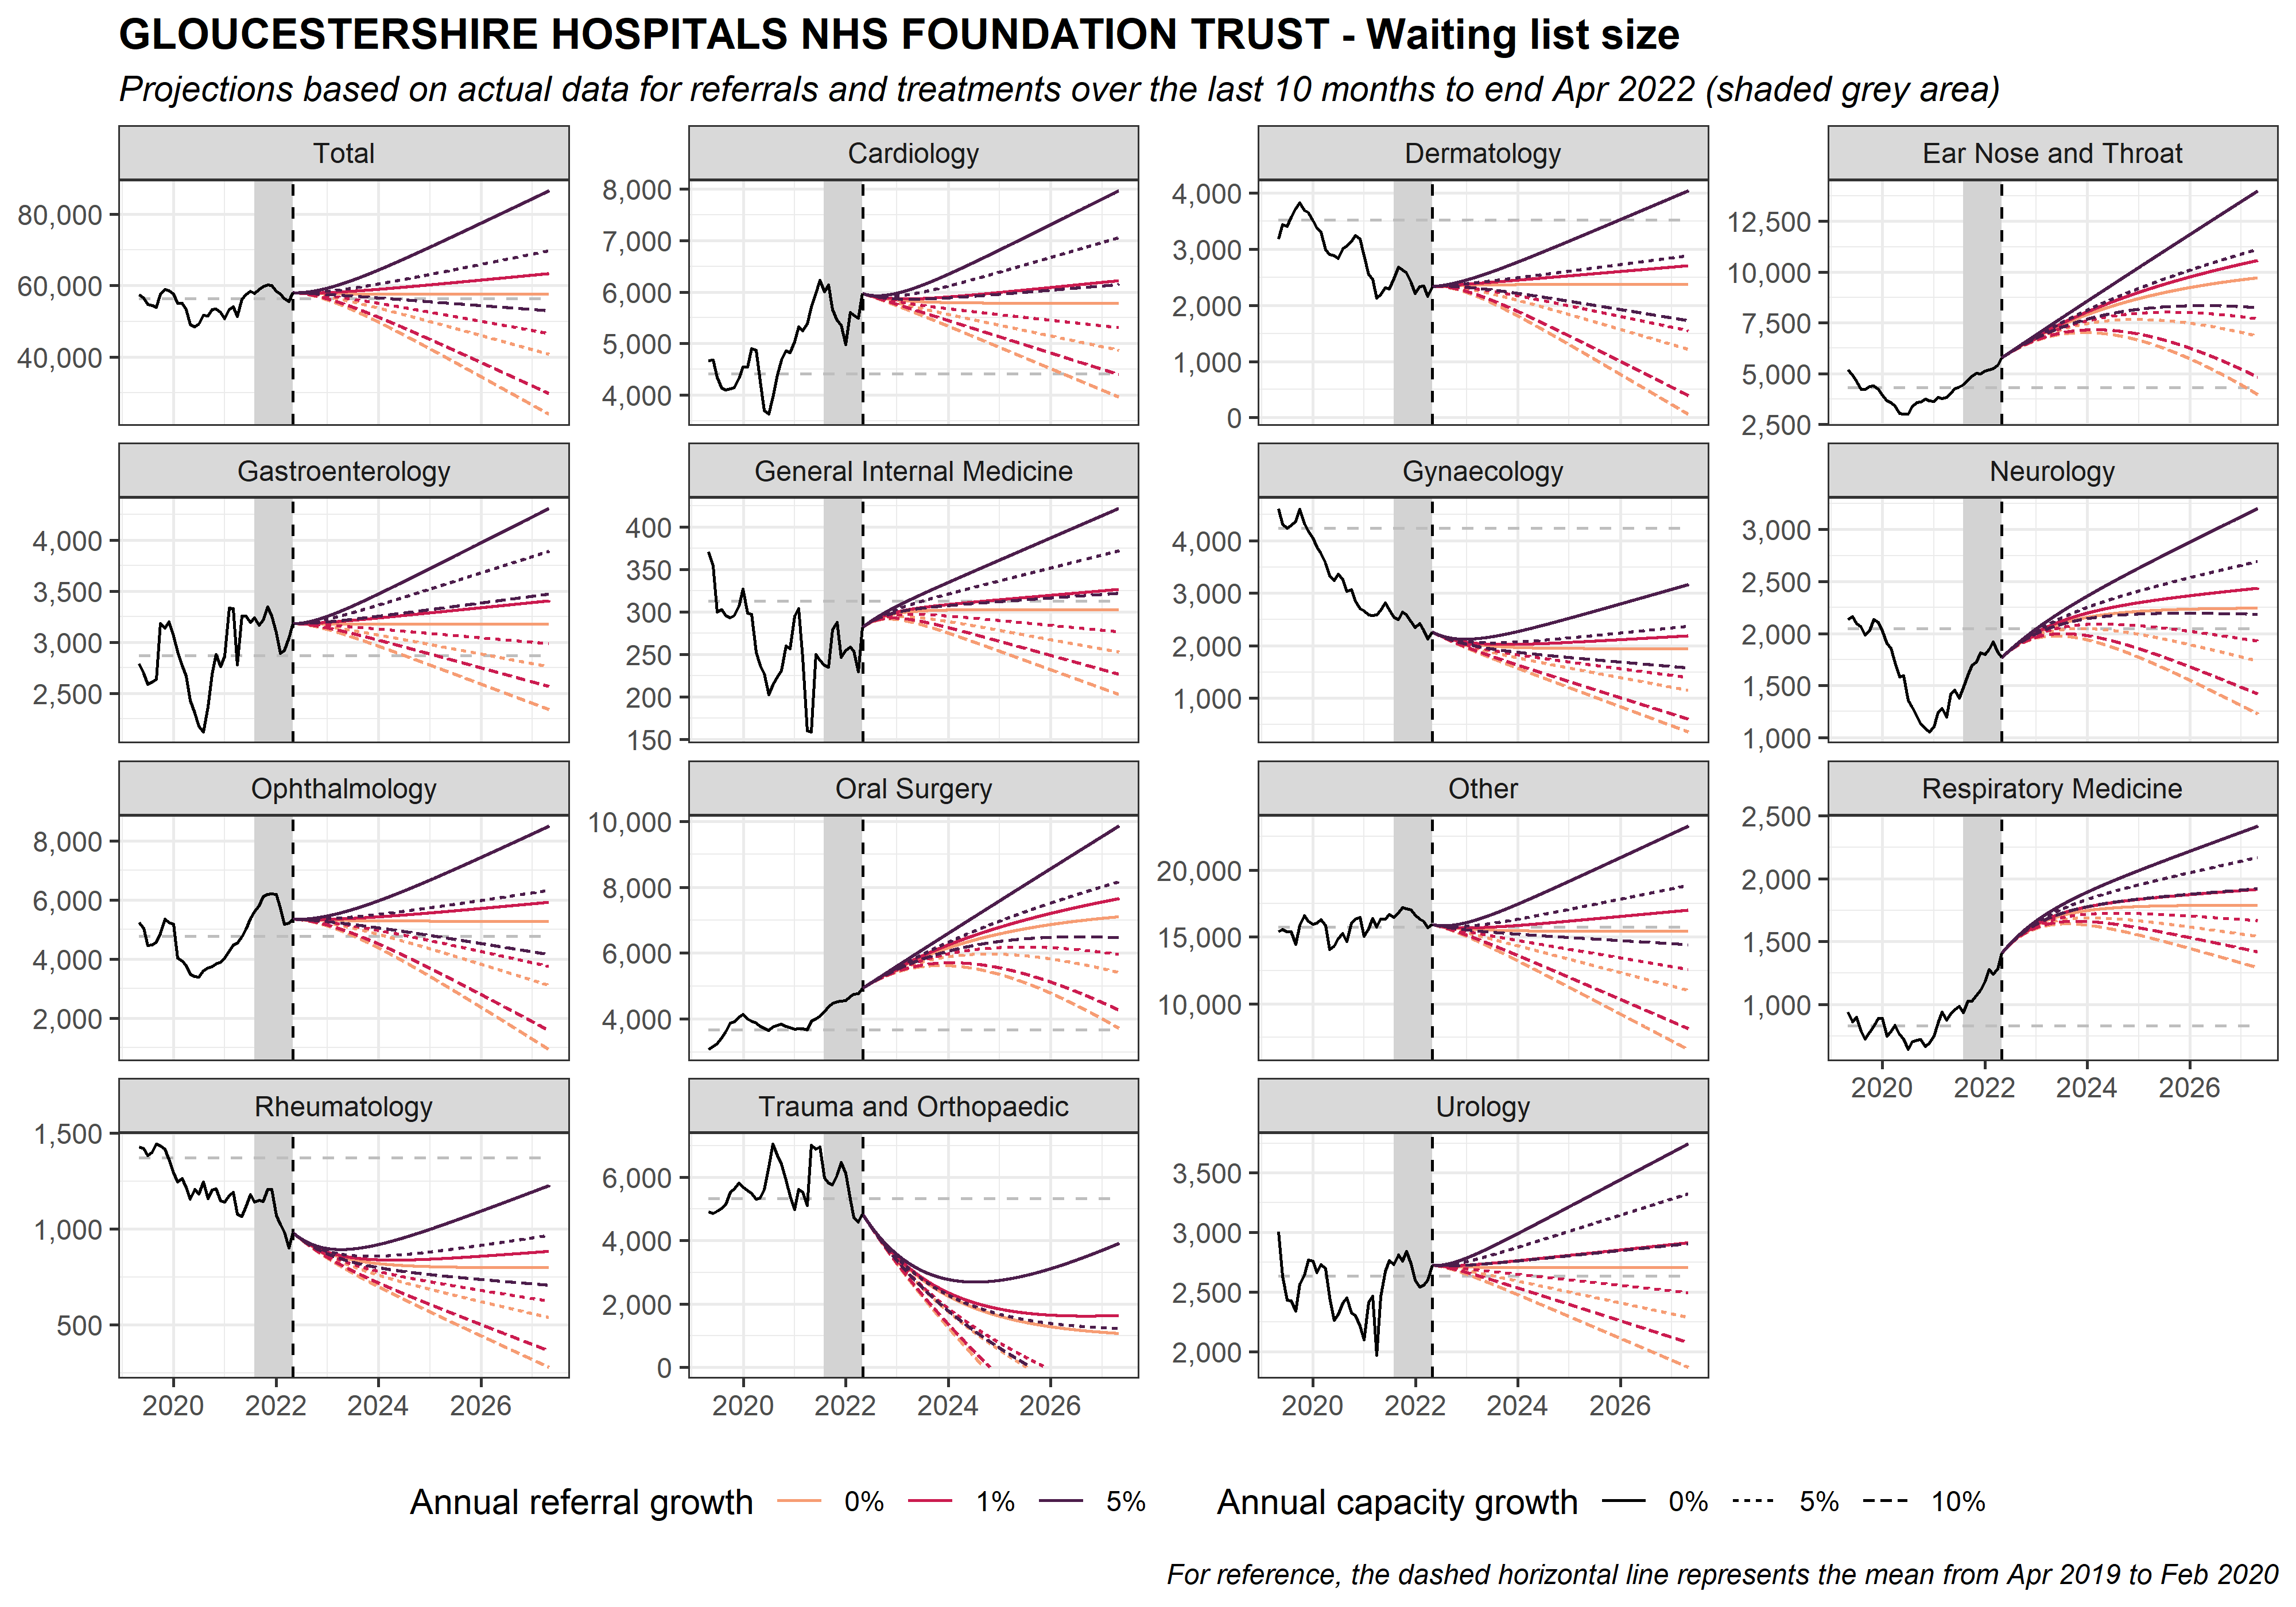 GLOUCESTERSHIRE HOSPITALS NHS FOUNDATION TRUST - Waiting list size
Projections based on actual data for referrals and treatments over the last 10 months to end Apr 2022 (shaded grey area)
Total
80,000
60,000
40,000
Cardiology
8,000
7,000
6,000
5,000
4,000
Dermatology
4,000
3,000
2,000
1,000
0
Ear Nose and Throat
12,500
10,000
7,500
5,000
2,500
Gastroenterology
4,000
3,500
3,000
2,500
General Internal Medicine
400
350
300
250
200
150
Gynaecology
4,000
3,000
2,000
1,000
Neurology
3,000
2,500
2,000
1,500
1,000
Ophthalmology
8,000
6,000
4,000
2,000
Oral Surgery
10,000
8,000
6,000
4,000
Other
20,000
15,000
10,000
Respiratory Medicine
2,500
2,000
1,500
1,000
2020 2022 2024 2026
Rheumatology
1,500
1,000
500
2020 2022 2024 2026
Trauma and Orthopaedic
6,000
4,000
2,000
0
2020 2022 2024 2026
Urology
3,500
3,000
2,500
2,000
2020 2022 2024 2026
Annual referral growth 0% 1% 5% Annual capacity growth 0% 5% 10%
For reference, the dashed horizontal line represents the mean from Apr 2019 to Feb 2020